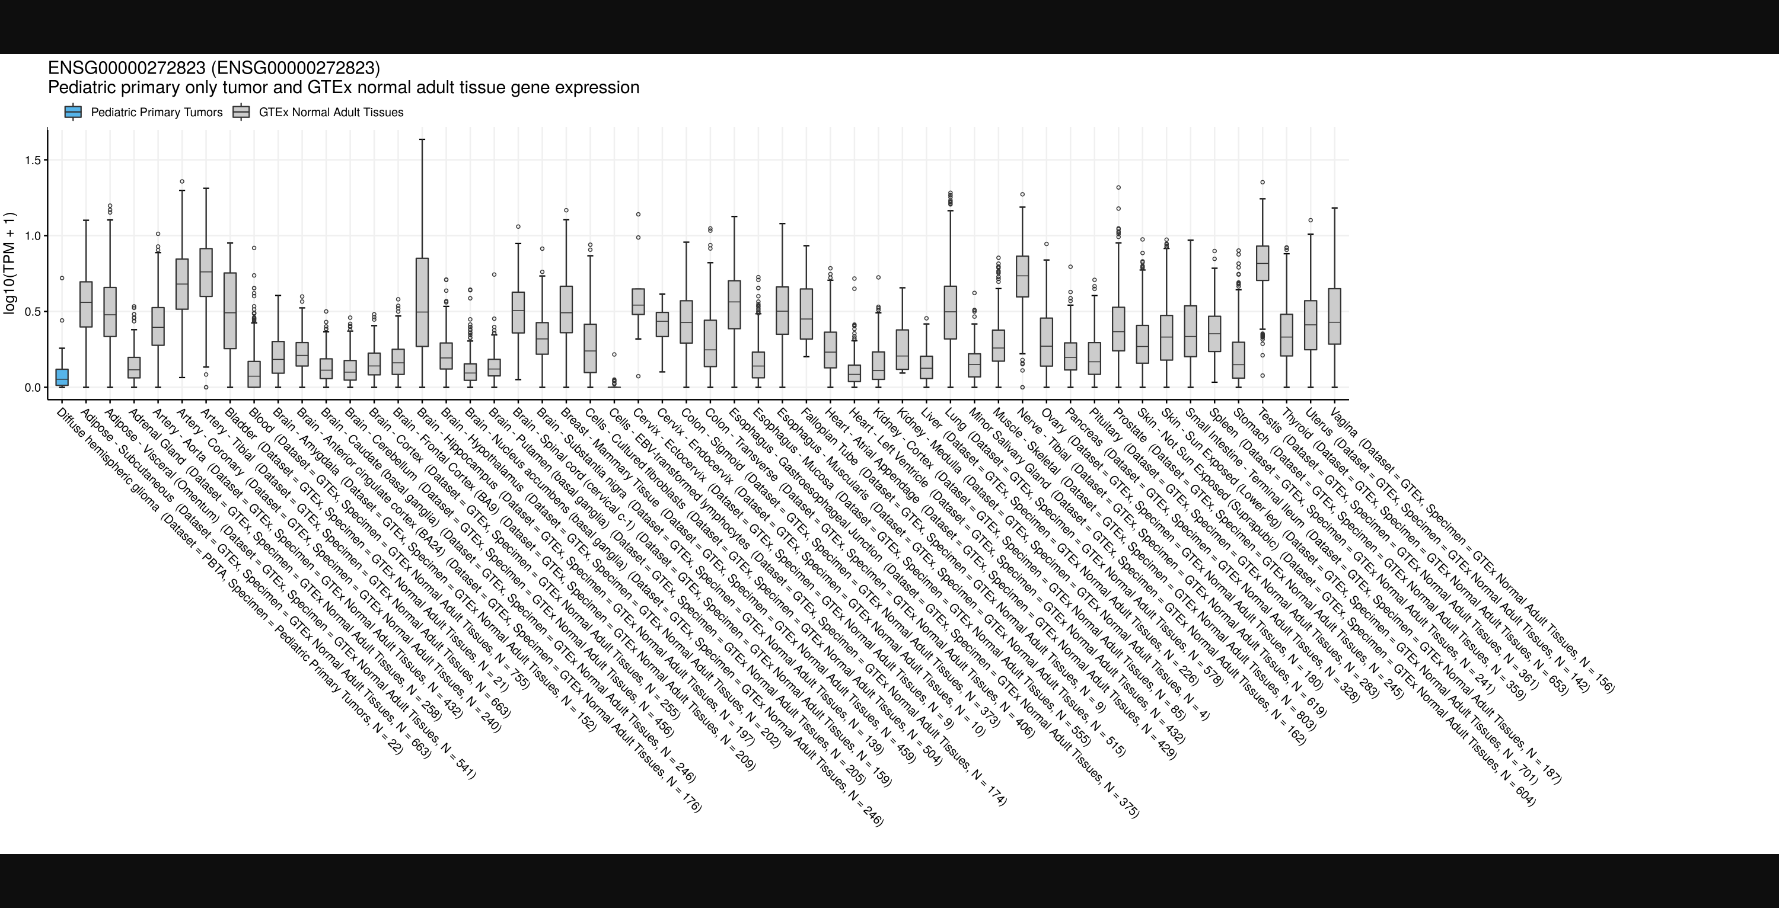 ENSG00000272823 (ENSG00000272823)
Pediatric primary only tumor and GTEx normal adult tissue gene expression
Pediatric Primary Tumors
GTEx Normal Adult Tissues
log10(TPM + 1)
1.5
1.0
0.5
0.0
Diffuse hemispheric glioma (Dataset = PBTA, Specimen = Pediatric Primary Tumors, N = 22)
Adipose - Subcutaneous (Dataset = GTEx, Specimen = GTEx Normal Adult Tissues, N = 663)
Adipose - Visceral (Omentum) (Dataset = GTEx, Specimen = GTEx Normal Adult Tissues, N = 541)
Adrenal Gland (Dataset = GTEx, Specimen = GTEx Normal Adult Tissues, N = 258)
Artery - Aorta (Dataset = GTEx, Specimen = GTEx Normal Adult Tissues, N = 432)
Artery - Coronary (Dataset = GTEx, Specimen = GTEx Normal Adult Tissues, N = 240)
Artery - Tibial (Dataset = GTEx, Specimen = GTEx Normal Adult Tissues, N = 663)
Bladder (Dataset = GTEx, Specimen = GTEx Normal Adult Tissues, N = 21)
Blood (Dataset = GTEx, Specimen = GTEx Normal Adult Tissues, N = 755)
Brain - Amygdala (Dataset = GTEx, Specimen = GTEx Normal Adult Tissues, N = 152)
Brain - Anterior cingulate cortex (BA24) (Dataset = GTEx, Specimen = GTEx Normal Adult Tissues, N = 176)
Brain - Caudate (basal ganglia) (Dataset = GTEx, Specimen = GTEx Normal Adult Tissues, N = 246)
Brain - Cerebellum (Dataset = GTEx, Specimen = GTEx Normal Adult Tissues, N = 456)
Brain - Cortex (Dataset = GTEx, Specimen = GTEx Normal Adult Tissues, N = 255)
Brain - Frontal Cortex (BA9) (Dataset = GTEx, Specimen = GTEx Normal Adult Tissues, N = 209)
Brain - Hippocampus (Dataset = GTEx, Specimen = GTEx Normal Adult Tissues, N = 197)
Brain - Hypothalamus (Dataset = GTEx, Specimen = GTEx Normal Adult Tissues, N = 202)
Brain - Nucleus accumbens (basal ganglia) (Dataset = GTEx, Specimen = GTEx Normal Adult Tissues, N = 246)
Brain - Putamen (basal ganglia) (Dataset = GTEx, Specimen = GTEx Normal Adult Tissues, N = 205)
Brain - Spinal cord (cervical c-1) (Dataset = GTEx, Specimen = GTEx Normal Adult Tissues, N = 159)
Brain - Substantia nigra (Dataset = GTEx, Specimen = GTEx Normal Adult Tissues, N = 139)
Breast - Mammary Tissue (Dataset = GTEx, Specimen = GTEx Normal Adult Tissues, N = 459)
Cells - Cultured fibroblasts (Dataset = GTEx, Specimen = GTEx Normal Adult Tissues, N = 504)
Cells - EBV-transformed lymphocytes (Dataset = GTEx, Specimen = GTEx Normal Adult Tissues, N = 174)
Cervix - Ectocervix (Dataset = GTEx, Specimen = GTEx Normal Adult Tissues, N = 9)
Cervix - Endocervix (Dataset = GTEx, Specimen = GTEx Normal Adult Tissues, N = 10)
Colon - Sigmoid (Dataset = GTEx, Specimen = GTEx Normal Adult Tissues, N = 373)
Colon - Transverse (Dataset = GTEx, Specimen = GTEx Normal Adult Tissues, N = 406)
Esophagus - Gastroesophageal Junction (Dataset = GTEx, Specimen = GTEx Normal Adult Tissues, N = 375)
Esophagus - Mucosa (Dataset = GTEx, Specimen = GTEx Normal Adult Tissues, N = 555)
Esophagus - Muscularis (Dataset = GTEx, Specimen = GTEx Normal Adult Tissues, N = 515)
Fallopian Tube (Dataset = GTEx, Specimen = GTEx Normal Adult Tissues, N = 9)
Heart - Atrial Appendage (Dataset = GTEx, Specimen = GTEx Normal Adult Tissues, N = 429)
Heart - Left Ventricle (Dataset = GTEx, Specimen = GTEx Normal Adult Tissues, N = 432)
Kidney - Cortex (Dataset = GTEx, Specimen = GTEx Normal Adult Tissues, N = 85)
Kidney - Medulla (Dataset = GTEx, Specimen = GTEx Normal Adult Tissues, N = 4)
Liver (Dataset = GTEx, Specimen = GTEx Normal Adult Tissues, N = 226)
Lung (Dataset = GTEx, Specimen = GTEx Normal Adult Tissues, N = 578)
Minor Salivary Gland (Dataset = GTEx, Specimen = GTEx Normal Adult Tissues, N = 162)
Muscle - Skeletal (Dataset = GTEx, Specimen = GTEx Normal Adult Tissues, N = 803)
Nerve - Tibial (Dataset = GTEx, Specimen = GTEx Normal Adult Tissues, N = 619)
Ovary (Dataset = GTEx, Specimen = GTEx Normal Adult Tissues, N = 180)
Pancreas (Dataset = GTEx, Specimen = GTEx Normal Adult Tissues, N = 328)
Pituitary (Dataset = GTEx, Specimen = GTEx Normal Adult Tissues, N = 283)
Prostate (Dataset = GTEx, Specimen = GTEx Normal Adult Tissues, N = 245)
Skin - Not Sun Exposed (Suprapubic) (Dataset = GTEx, Specimen = GTEx Normal Adult Tissues, N = 604)
Skin - Sun Exposed (Lower leg) (Dataset = GTEx, Specimen = GTEx Normal Adult Tissues, N = 701)
Small Intestine - Terminal Ileum (Dataset = GTEx, Specimen = GTEx Normal Adult Tissues, N = 187)
Spleen (Dataset = GTEx, Specimen = GTEx Normal Adult Tissues, N = 241)
Stomach (Dataset = GTEx, Specimen = GTEx Normal Adult Tissues, N = 359)
Testis (Dataset = GTEx, Specimen = GTEx Normal Adult Tissues, N = 361)
Thyroid (Dataset = GTEx, Specimen = GTEx Normal Adult Tissues, N = 653)
Uterus (Dataset = GTEx, Specimen = GTEx Normal Adult Tissues, N = 142)
Vagina (Dataset = GTEx, Specimen = GTEx Normal Adult Tissues, N = 156)